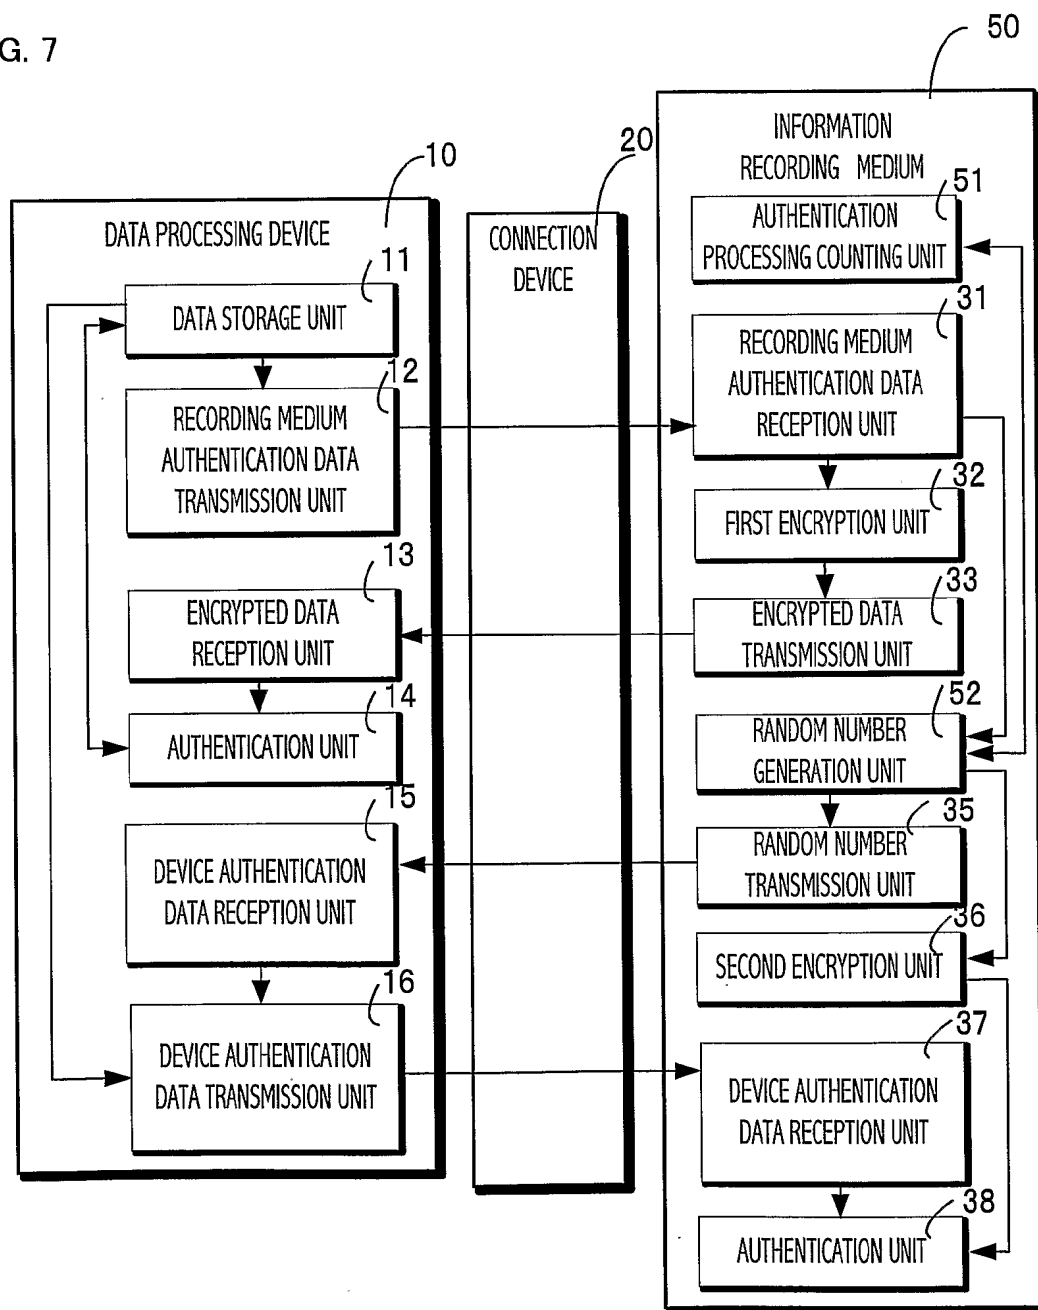 G. 7
10
DATA PROCESSING DEVICE
11
DATA STORAGE UNIT
12
RECORDING MEDIUM
AUTHENTICATION DATA
TRANSMISSION UNIT
13
ENCRYPTED DATA
RECEPTION UNIT
14
AUTHENTICATION UNIT
15
DEVICE AUTHENTICATION
DATA RECEPTION UNIT
16
DEVICE AUTHENTICATION
DATA TRANSMISSION UNIT
20
CONNECTION
DEVICE
50
INFORMATION
RECORDING MEDIUM
51
AUTHENTICATION
PROCESSING COUNTING UNIT
31
RECORDING MEDIUM
AUTHENTICATION DATA
RECEPTION UNIT
32
FIRST ENCRYPTION UNIT
33
ENCRYPTED DATA
TRANSMISSION UNIT
52
RANDOM NUMBER
GENERATION UNIT
35
RANDOM NUMBER
TRANSMISSION UNIT
36
SECOND ENCRYPTION UNIT
37
DEVICE AUTHENTICATION
DATA RECEPTION UNIT
38
AUTHENTICATION UNIT